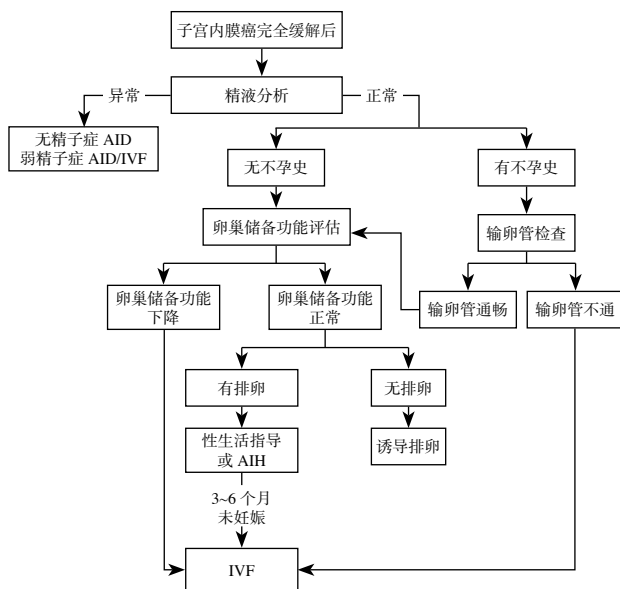 子宫内膜癌完全缓解后
异常
精液分析
正常
无精子症 AID
弱精子症 AID/IVF
无不孕史
有不孕史
卵巢储备功能评估
输卵管检查
卵巢储备功能
下降
卵巢储备功能
正常
输卵管通畅
输卵管不通
有排卵
无排卵
性生活指导
或 AIH
诱导排卵
3~6 个月
未妊娠
IVF